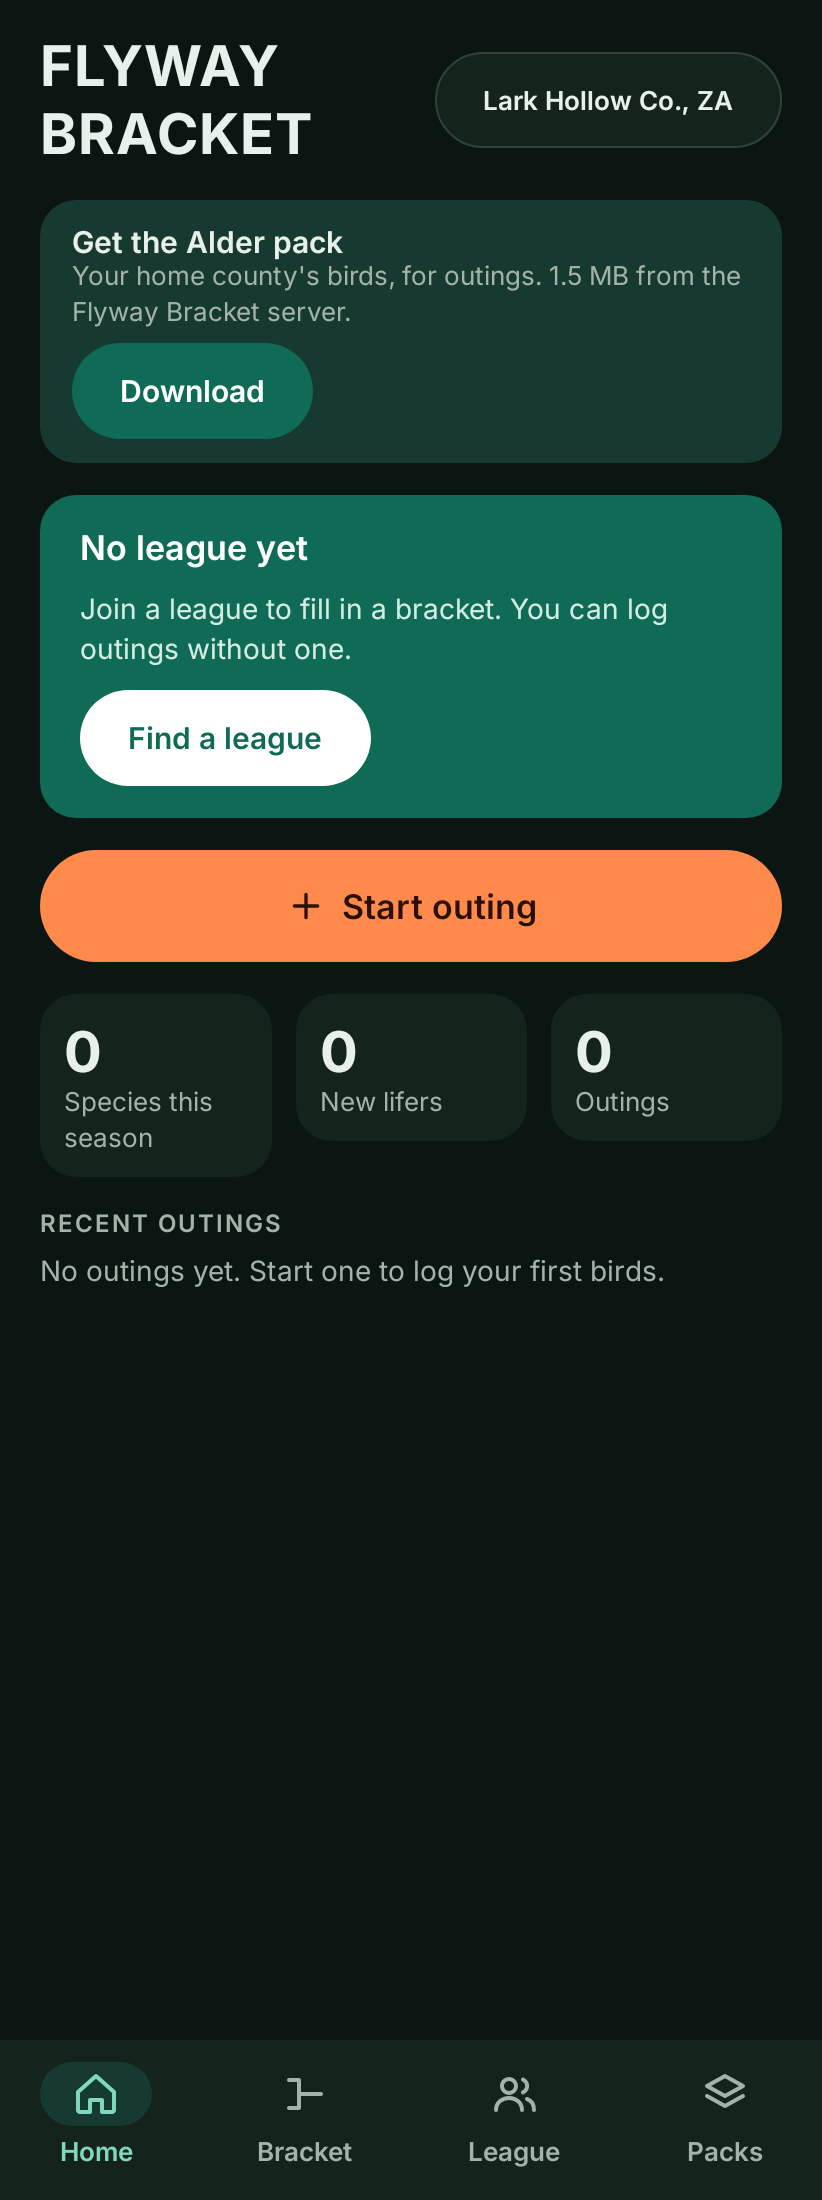 FLYWAY
BRACKET
Lark Hollow Co., ZA
Get the Alder pack
Your home county's birds, for outings. 1.5 MB from the
Flyway Bracket server.
Download
No league yet
Join a league to fill in a bracket. You can log
outings without one.
Find a league
Start outing
0
Species this
season
0
New lifers
0
Outings
RECENT OUTINGS
No outings yet. Start one to log your first birds.
Home
Bracket
League
Packs